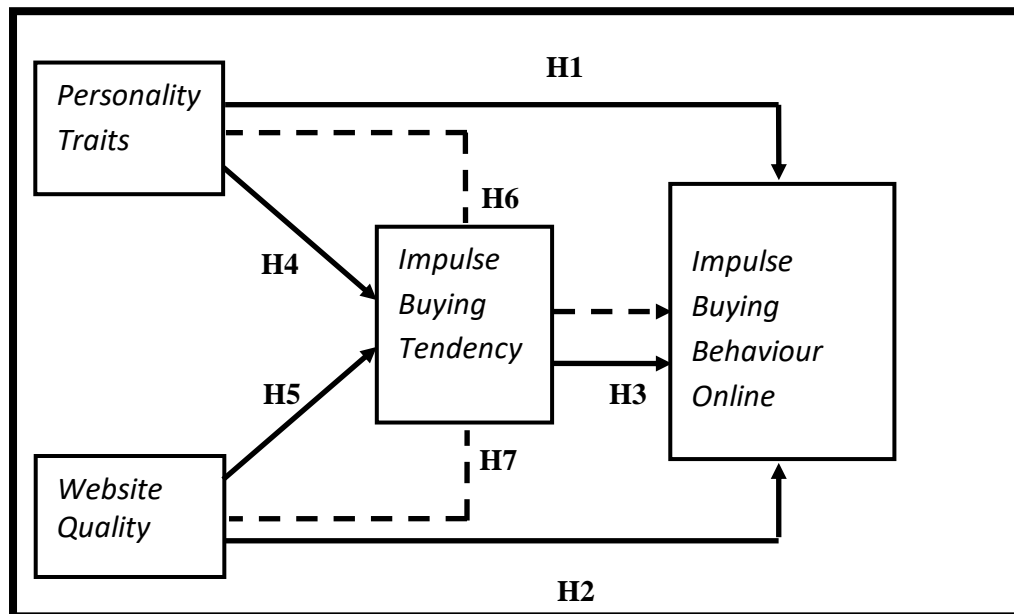 H1
Personality
Traits
H6
H4
Impulse
Buying
Tendency
Impulse
Buying
Behaviour
Online
H3
H5
H7
Website
Quality
H2